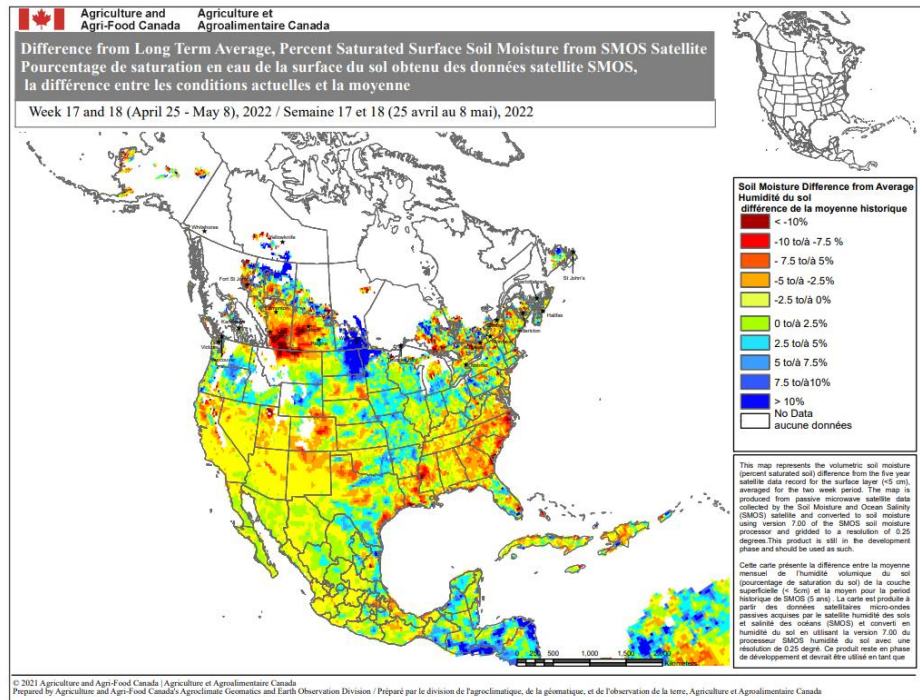 Agriculture and Agriculture et
Agri-Food Canada Agroalimentaire Canada
Difference from Long Term Average, Percent Saturated Surface Soil Moisture from SMOS Satellite
Pourcentage de saturation en eau de la surface du sol obtenu des données satellite SMOS,
la différence entre les conditions actuelles et la moyenne
Week 17 and 18 (April 25 - May 8), 2022 / Semaine 17 et 18 (25 avril au 8 mai), 2022
Whitehorse
Yellowknife
Fort St John
St John's
Halifax
Soil Moisture Difference from Average
Humidité du sol
différence de la moyenne historique
< -10%
-10 to/à -7.5 %
- 7.5 to/à 5%
-5 to/à -2.5%
-2.5 to/à 0%
0 to/à 2.5%
2.5 to/à 5%
5 to/à 7.5%
7.5 to/à10%
> 10%
No Data
aucune données
This map represents the volumetric soil moisture
(percent saturated soil) difference from the five year
satellite data record for the surface layer (<5 cm),
averaged for the two week period. The map is
produced from passive microwave satellite data
collected by the Soil Moisture and Ocean Salinity
(SMOS) satellite and converted to soil moisture
using version 7.00 of the SMOS soil moisture
processor and gridded to a resolution of 0.25
degrees.This product is still in the development
phase and should be used as such.
Cette carte présente la différence entre la moyenne
mensuel de l'humidité volumique du sol
(pourcentage de saturation du sol) de la couche
superficielle (< 5cm) et la moyen pour la period
historique de SMOS (5 ans) . La carte est produite à
partir des données satellitaires micro-ondes
passives acquises par le satellite humidité des sols
et salinité des océans (SMOS) et converti en
humidité du sol en utilisant la version 7.00 du
processeur SMOS humidité du sol avec une
résolution de 0.25 degré. Ce produit reste en phase
de développement et devrait être utilisé en tant que
0 250 500 1,000 1,500 2,000
Kilometers
© 2021 Agriculture and Agri-Food Canada | Agriculture et Agroalimentaire Canada
Prepared by Agriculture and Agri-Food Canada's Agroclimate Geomatics and Earth Observation Division / Préparé par le division de l'agroclimatique, de la géomatique, et de l'observation de la terre, Agriculture et Agroalimentaire Canada